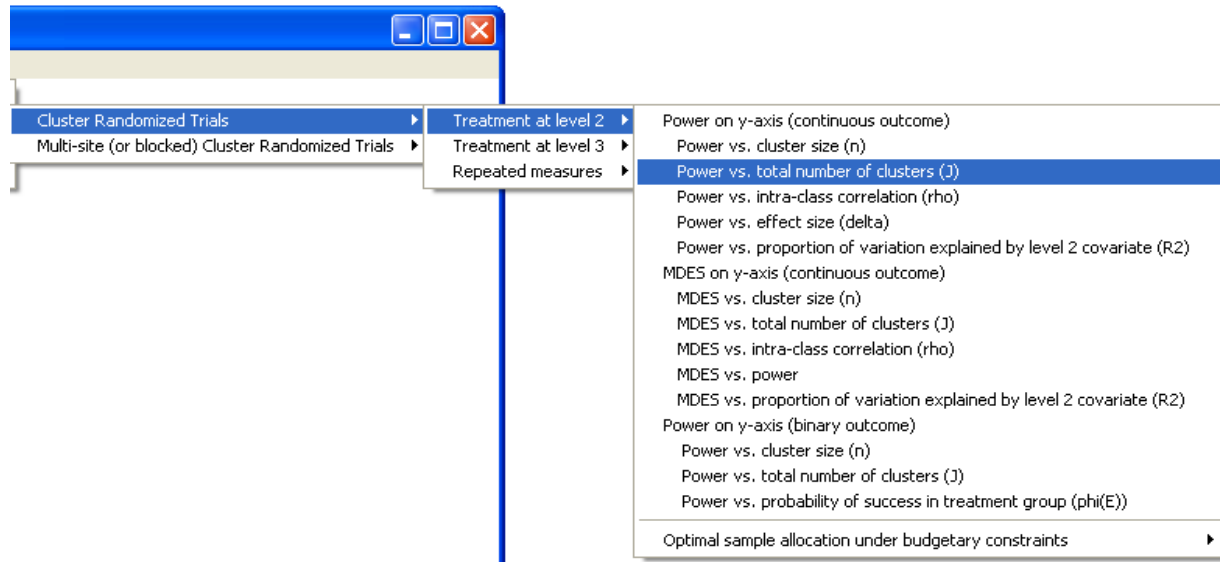 Cluster Randomized Trials
Multi-site (or blocked) Cluster Randomized Trials
Treatment at level 2
Treatment at level 3
Repeated measures
Power on y-axis (continuous outcome)
Power vs. cluster size (n)
Power vs. total number of clusters (J)
Power vs. intra-class correlation (rho)
Power vs. effect size (delta)
Power vs. proportion of variation explained by level 2 covariate (R2)
MDES on y-axis (continuous outcome)
MDES vs. cluster size (n)
MDES vs. total number of clusters (J)
MDES vs. intra-class correlation (rho)
MDES vs. power
MDES vs. proportion of variation explained by level 2 covariate (R2)
Power on y-axis (binary outcome)
Power vs. cluster size (n)
Power vs. total number of clusters (J)
Power vs. probability of success in treatment group (phi(E))
Optimal sample allocation under budgetary constraints